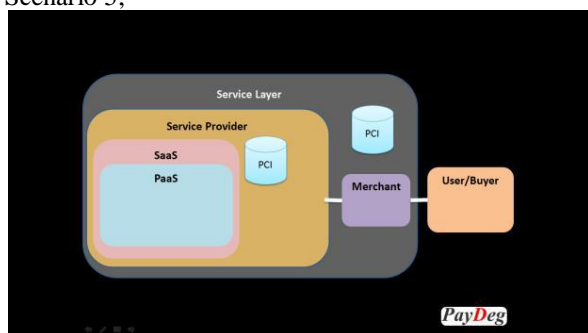 Scenario 3;
Service Layer
Service Provider
PCI
SaaS
PCI
PaaS
Merchant
User/Buyer
PayDeg